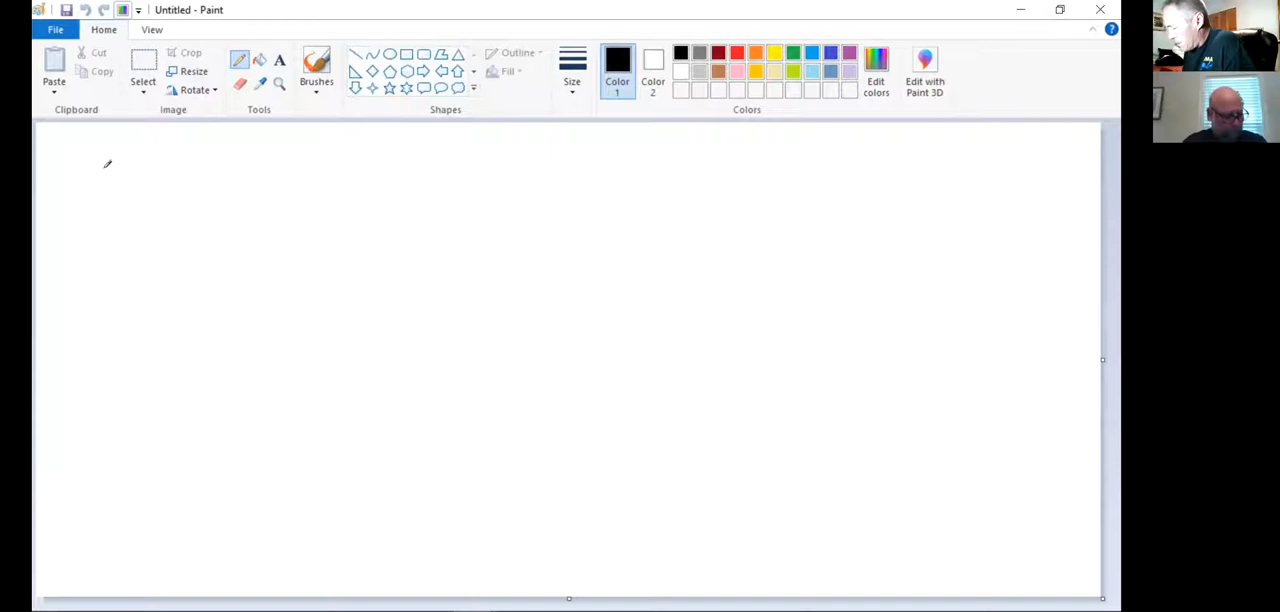 Untitled - Paint
File
Home
View
Paste
Cut
Copy
Clipboard
Select
Crop
Resize
Rotate
Image
A
Tools
Brushes
Shapes
Outline
Fill
Size
Color
1
Color
2
Colors
Edit
colors
Edit with
Paint 3D
?